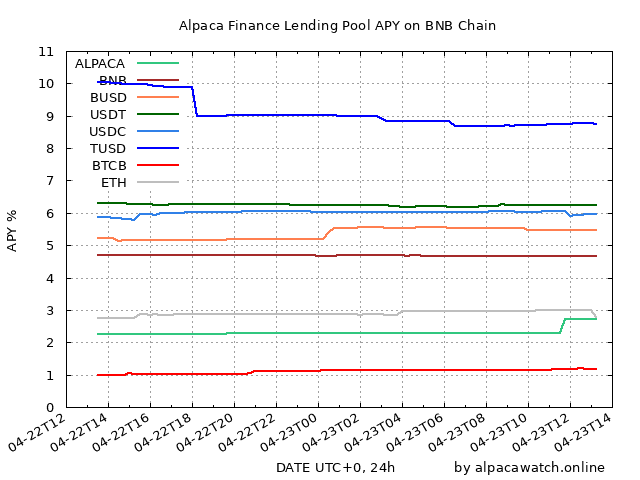 Alpaca Finance Lending Pool APY on BNB Chain
11
10
9
8
7
6
5
4
3
2
1
0
APY %
ALPACA
BNB
BUSD
USDT
USDC
TUSD
BTCB
ETH
04-22T12
04-22T14
04-22T16
04-22T18
04-22T20
04-22T22
04-23T00
04-23T02
04-23T04
04-23T06
04-23T08
04-23T10
04-23T12
04-23T14
DATE UTC+0, 24h
by alpacawatch.online